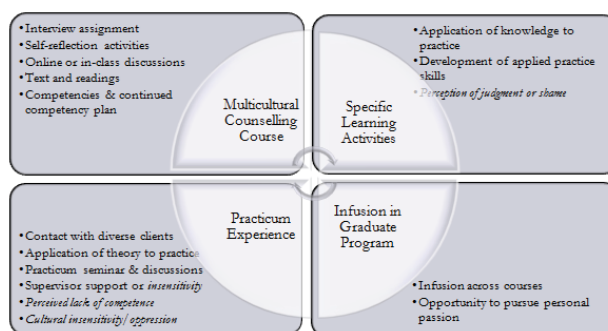 • Interview assignment
• Self-reflection activities
• Online or in-class discussions
• Text and readings
• Competencies & continued
competency plan
Multicultural
Counselling
Course
• Application of knowledge to
practice
• Development of applied practice
skills
• Perception of judgment or shame
Specific
Learning
Activities
Practicum
Experience
• Contact with diverse clients
• Application of theory to practice
• Practicum seminar & discussions
• Supervisor support or insensitivity
• Perceived lack of competence
• Cultural insensitivity/ oppression
Infusion in
Graduate
Program
• Infusion across courses
• Opportunity to pursue personal
passion